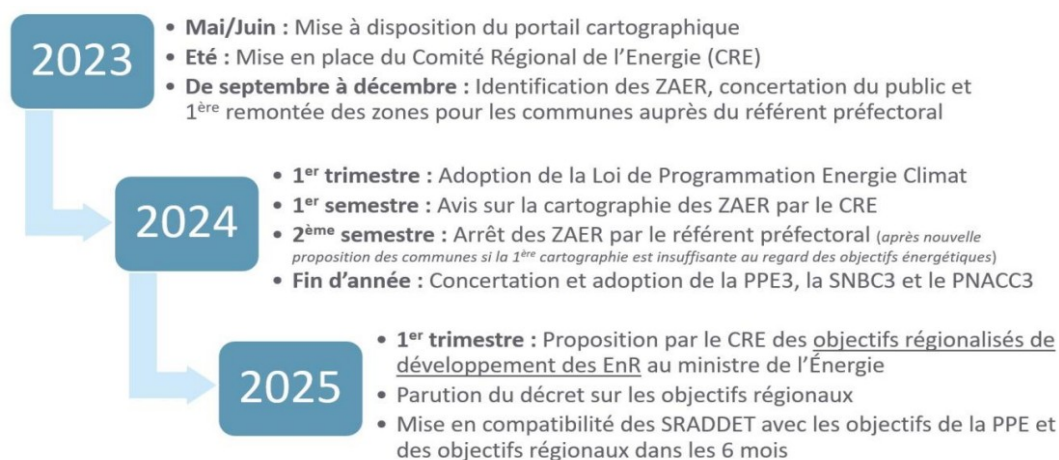 2023
• Mai/Juin : Mise à disposition du portail cartographique
• Eté : Mise en place du Comité Régional de l’Energie (CRE)
• De septembre à décembre : Identification des ZAER, concertation du public et
1ère remontée des zones pour les communes auprès du référent préfectoral
2024
• 1er trimestre : Adoption de la Loi de Programmation Energie Climat
• 1er semestre : Avis sur la cartographie des ZAER par le CRE
• 2ème semestre : Arrêt des ZAER par le référent préfectoral (après nouvelle
proposition des communes si la 1ère cartographie est insuffisante au regard des objectifs énergétiques)
• Fin d’année : Concertation et adoption de la PPE3, la SNBC3 et le PNACC3
2025
• 1er trimestre : Proposition par le CRE des objectifs régionalisés de
développement des EnR au ministre de l’Énergie
• Parution du décret sur les objectifs régionaux
• Mise en compatibilité des SRADDET avec les objectifs de la PPE et
des objectifs régionaux dans les 6 mois